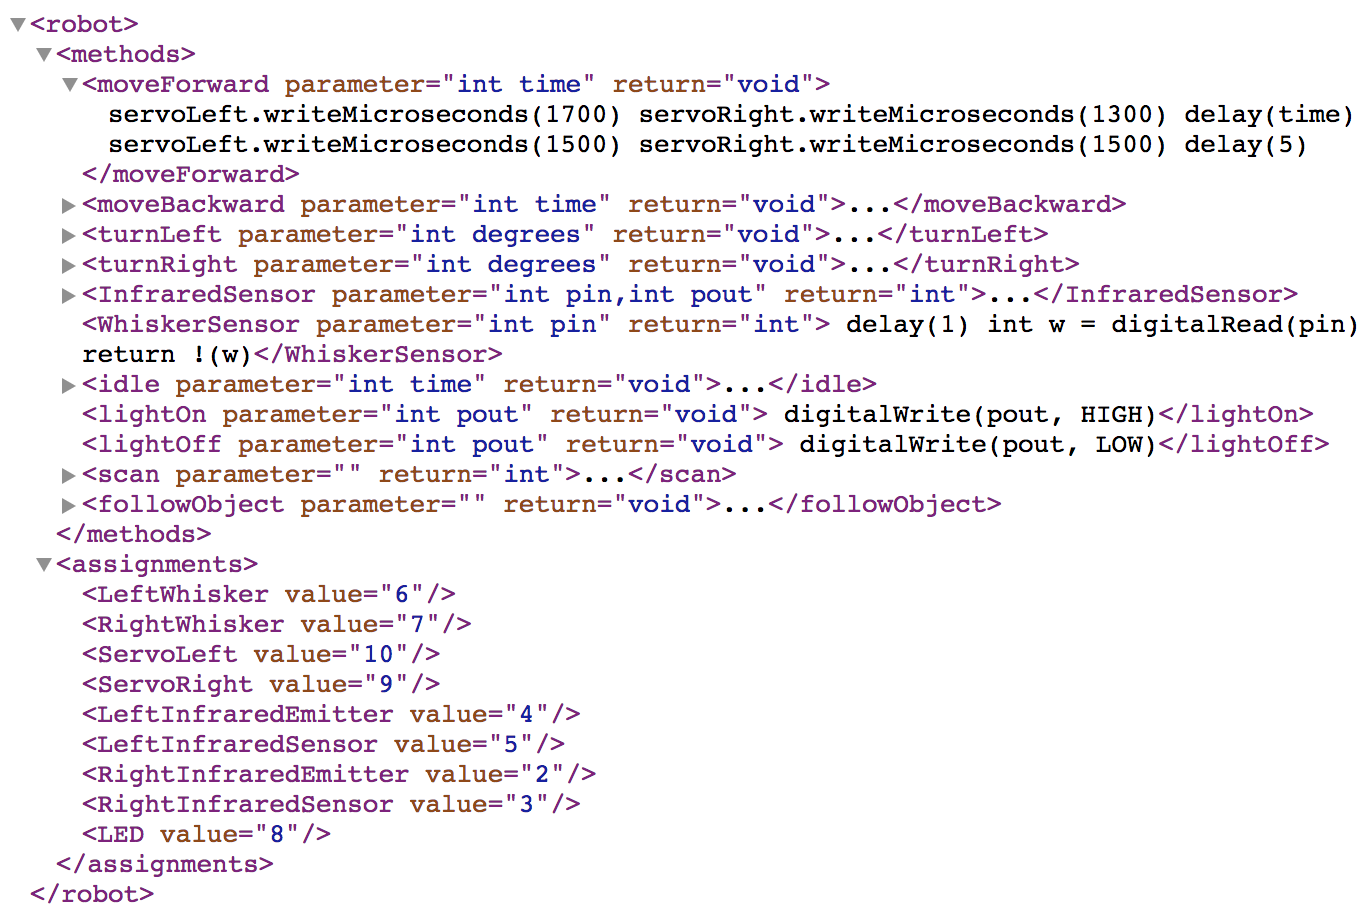 <robot>
<methods>
<moveForward parameter="int time" return="void">
servoLeft.writeMicroseconds(1700) servoRight.writeMicroseconds(1300) delay(time)
servoLeft.writeMicroseconds(1500) servoRight.writeMicroseconds(1500) delay(5)
</moveForward>
<moveBackward parameter="int time" return="void">...</moveBackward>
<turnLeft parameter="int degrees" return="void">...</turnLeft>
<turnRight parameter="int degrees" return="void">...</turnRight>
<InfraredSensor parameter="int pin,int pout" return="int">...</InfraredSensor>
<WhiskerSensor parameter="int pin" return="int"> delay(1) int w = digitalRead(pin)
return !(w)</WhiskerSensor>
<idle parameter="int time" return="void">...</idle>
<lightOn parameter="int pout" return="void"> digitalWrite(pout, HIGH)</lightOn>
<lightOff parameter="int pout" return="void"> digitalWrite(pout, LOW)</lightOff>
<scan parameter="" return="int">...</scan>
<followObject parameter="" return="void">...</followObject>
</methods>
<assignments>
<LeftWhisker value="6"/>
<RightWhisker value="7"/>
<ServoLeft value="10"/>
<ServoRight value="9"/>
<LeftInfraredEmitter value="4"/>
<LeftInfraredSensor value="5"/>
<RightInfraredEmitter value="2"/>
<RightInfraredSensor value="3"/>
<LED value="8"/>
</assignments>
</robot>